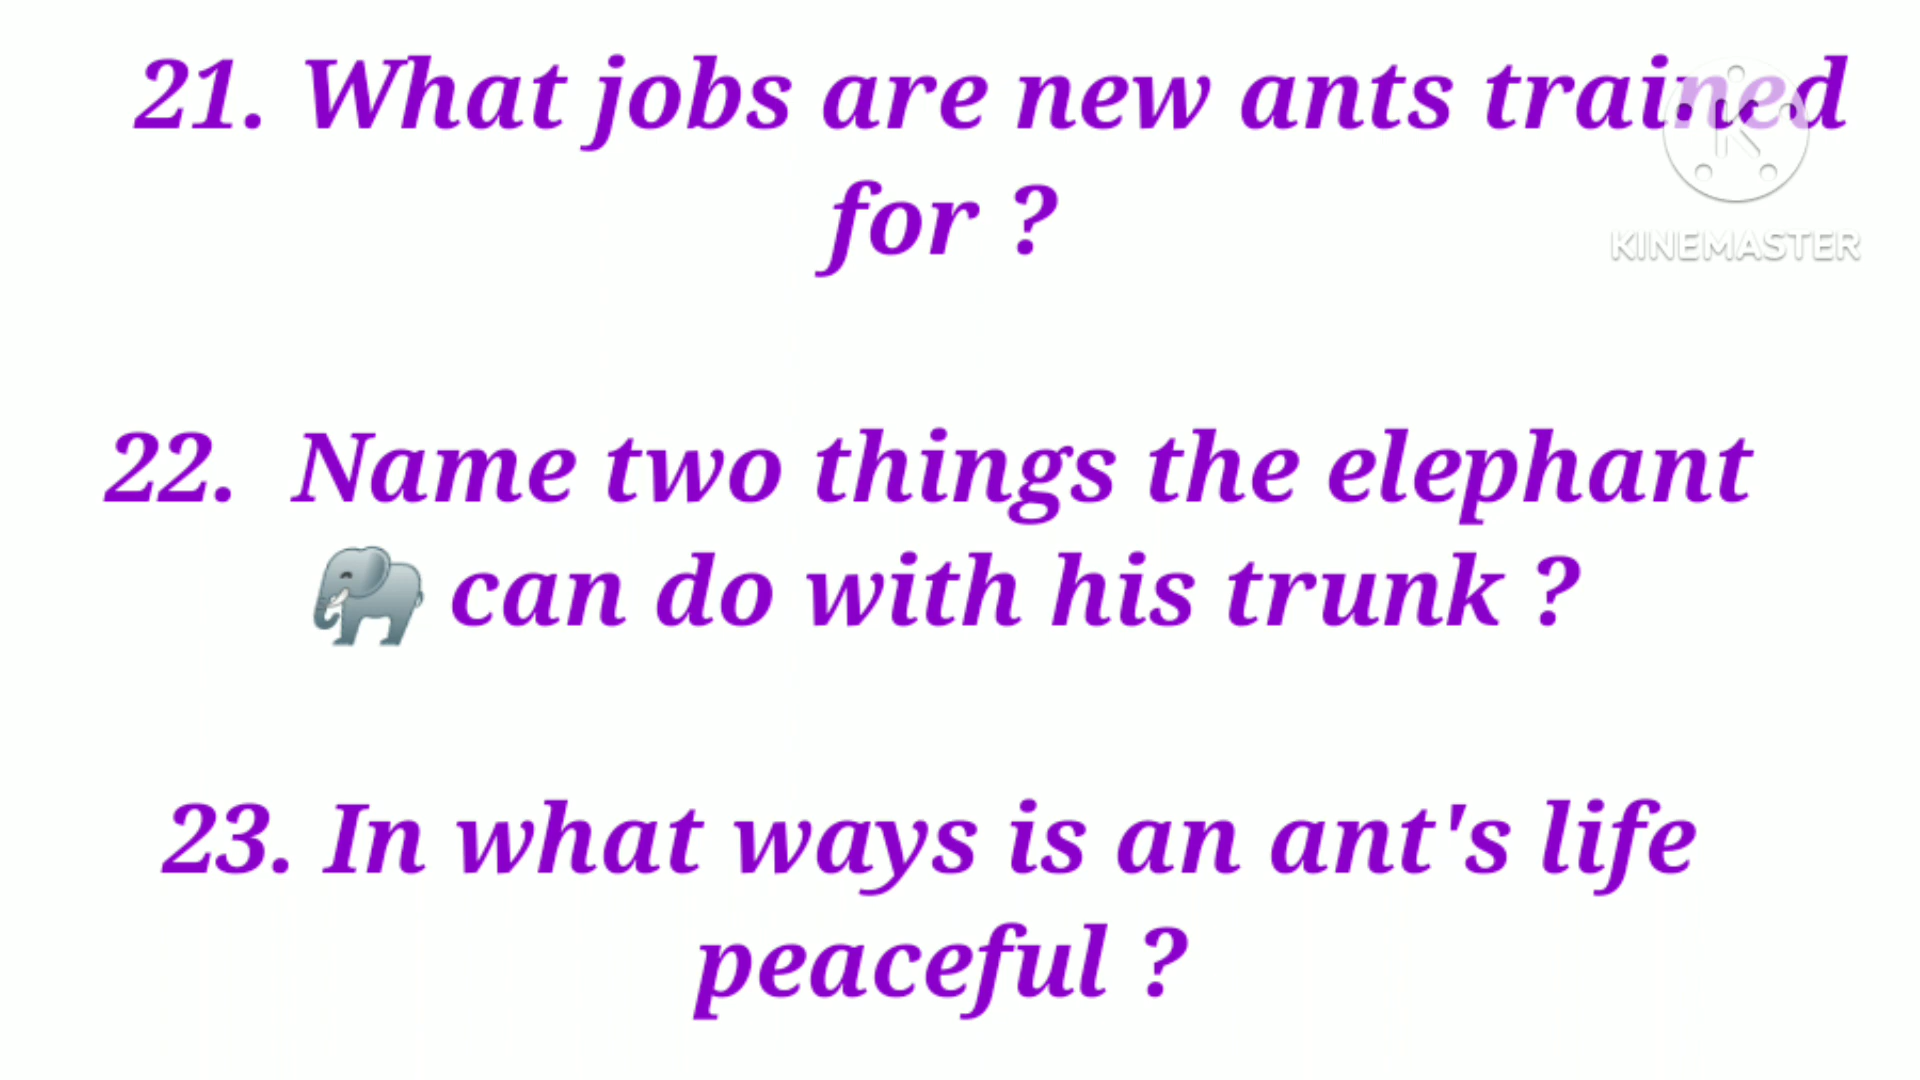 21. What jobs are new ants trained
for ?
KINEMASTER
22. Name two things the elephant
🐘 can do with his trunk ?
23. In what ways is an ant's life
peaceful ?